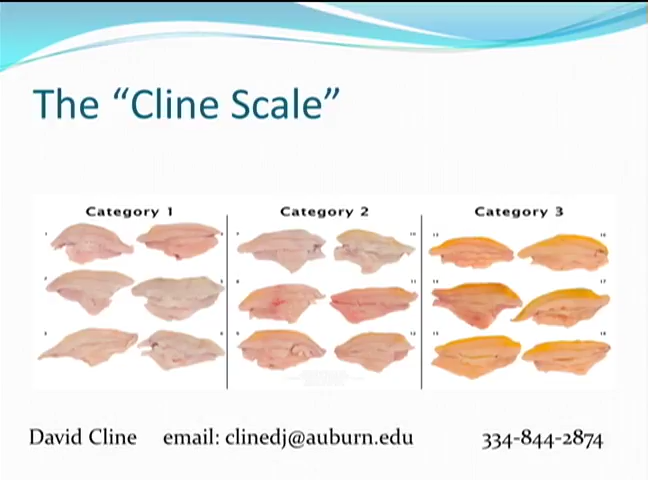 The “Cline Scale”
Category 1 Category 2 Category 3
David Cline email: clinedj@auburn.edu 334-844-2874